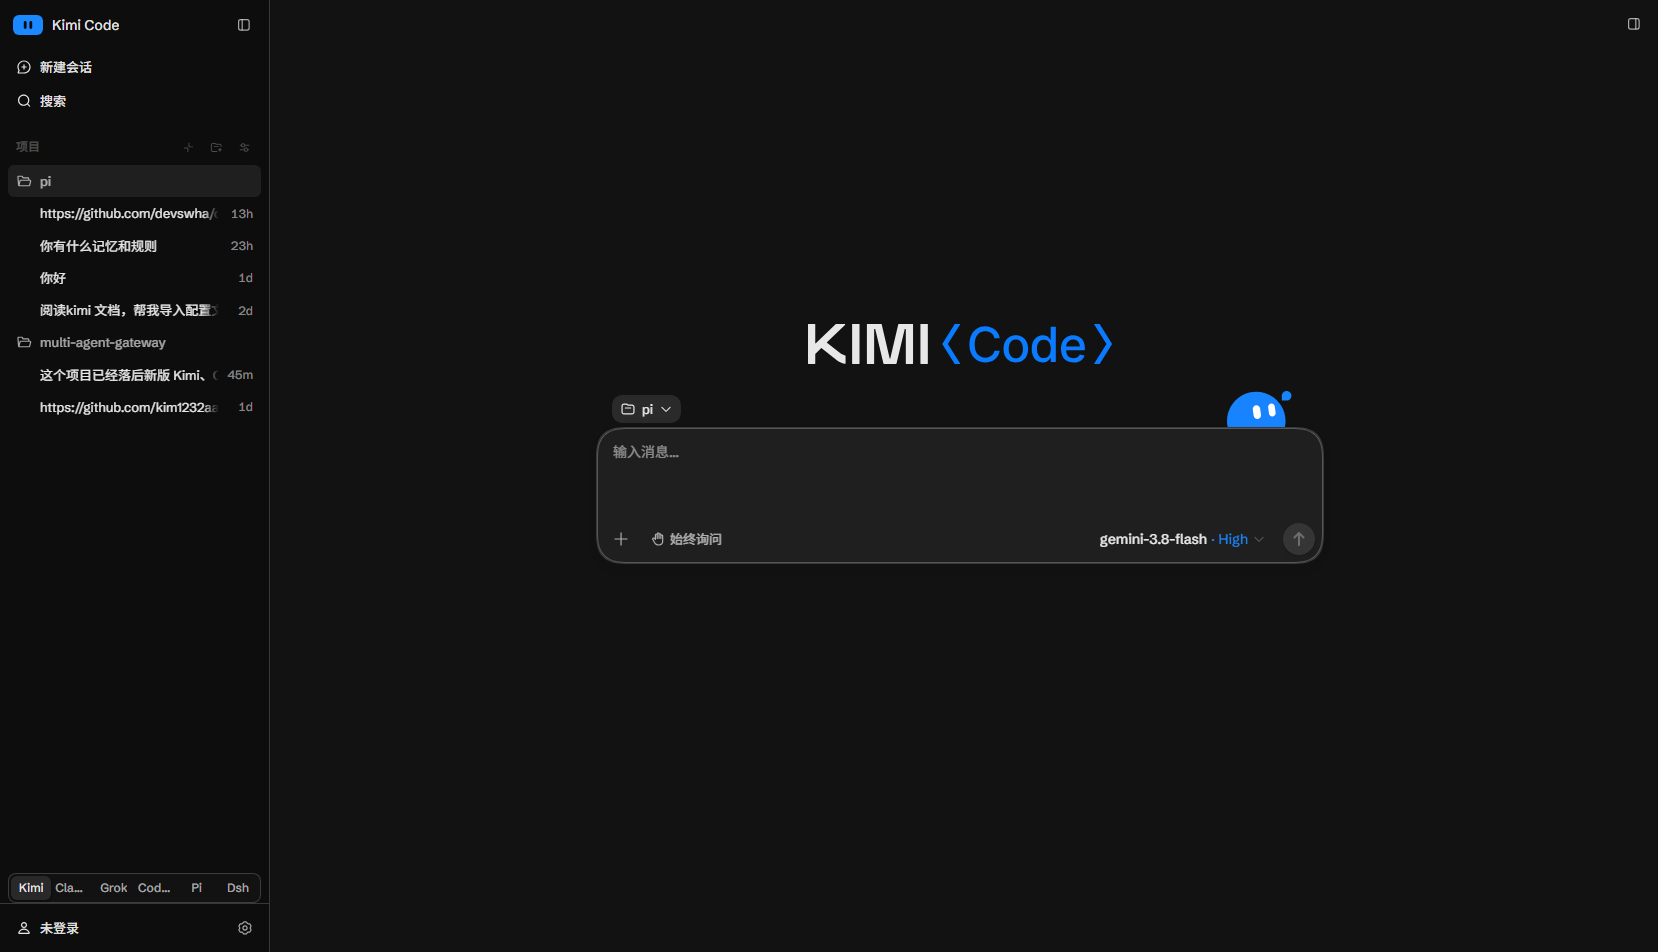 Kimi Code
新建会话
搜索
项目
pi
https://github.com/devswha/ 13h
你有什么记忆和规则 23h
你好 1d
阅读kimi 文档，帮我导入配置 2d
multi-agent-gateway
这个项目已经落后新版 Kimi、 45m
https://github.com/kim1232aa 1d
Kimi Cla... Grok Cod... Pi Dsh
未登录
KIMI〈Code〉
pi
输入消息...
始终询问
gemini-3.8-flash · High